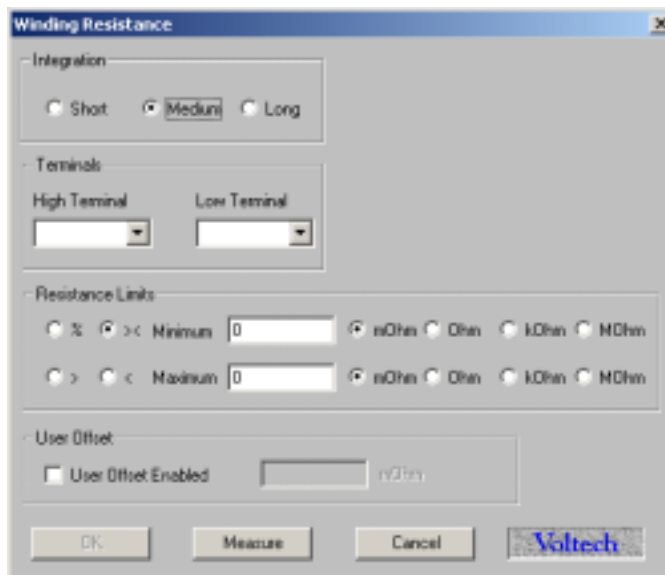 Winding Resistance
Integration
Short Medium Long
Terminals
High Terminal Low Terminal
Resistance Limits
% >< Minimum 0 mOhm Ohm kOhm MOhm
> < Maximum 0 mOhm Ohm kOhm MOhm
User Offset
User Offset Enabled mOhm
OK Measure Cancel Voltech